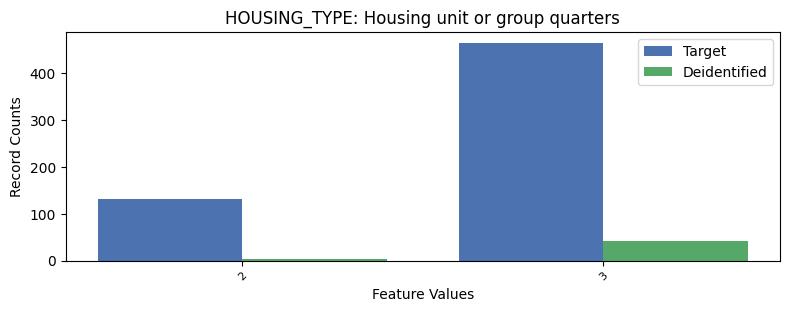 HOUSING_TYPE: Housing unit or group quarters
Target
Deidentified
Record Counts
400
300
200
100
0
2
3
Feature Values